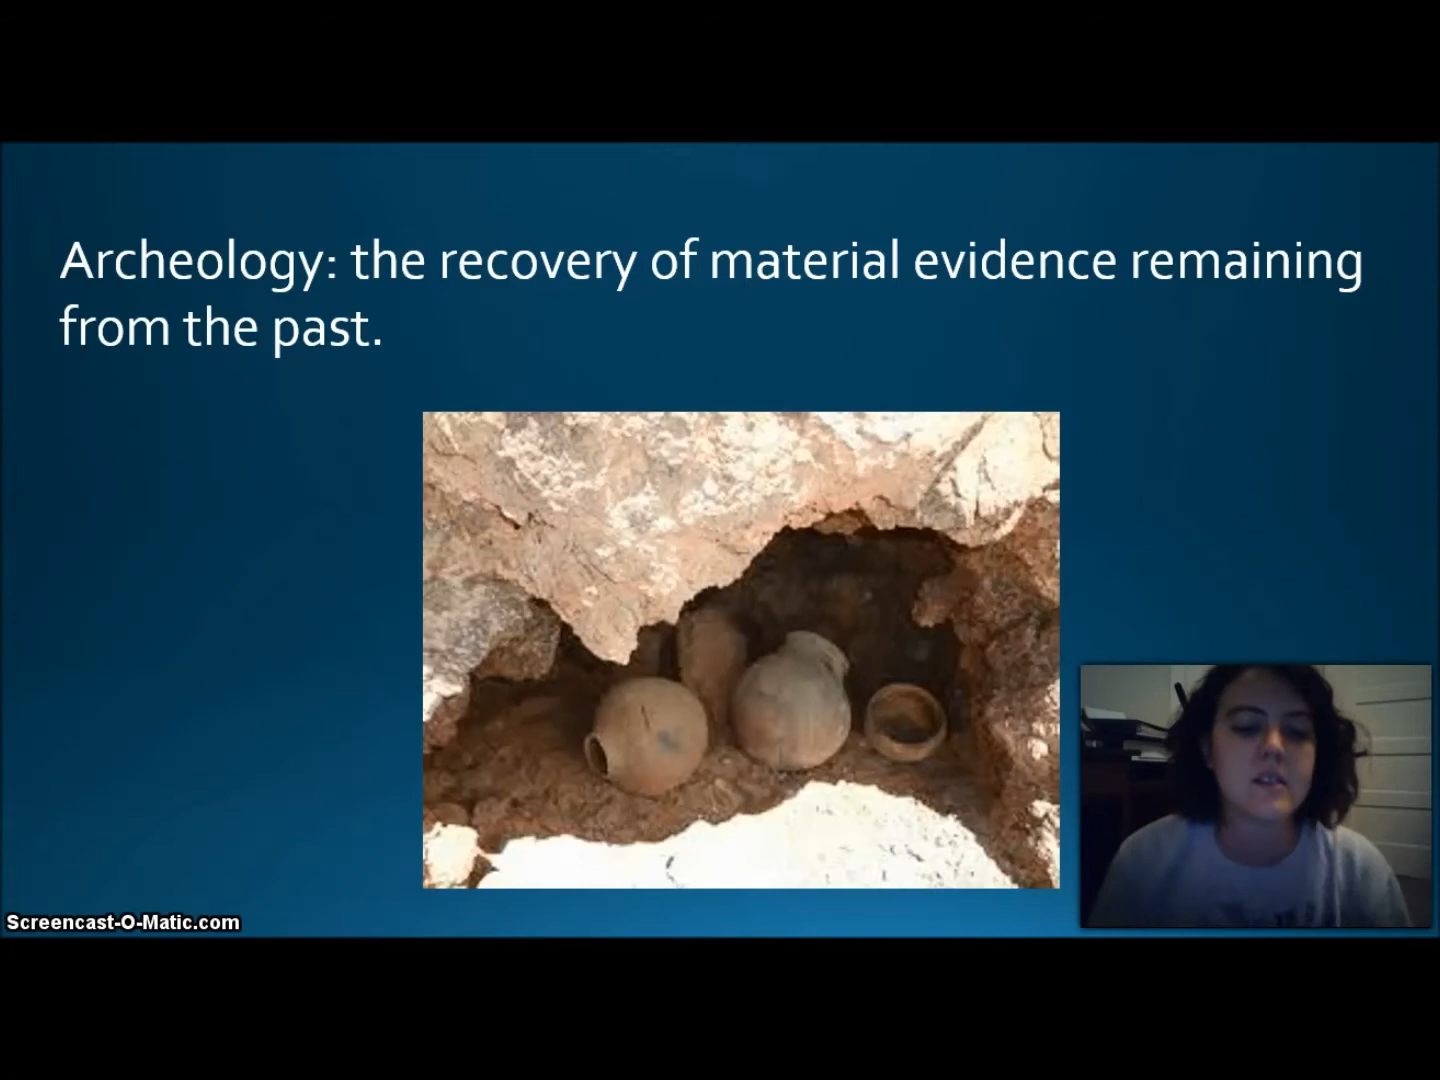 Archeology: the recovery of material evidence remaining
from the past.
Screencast-O-Matic.com